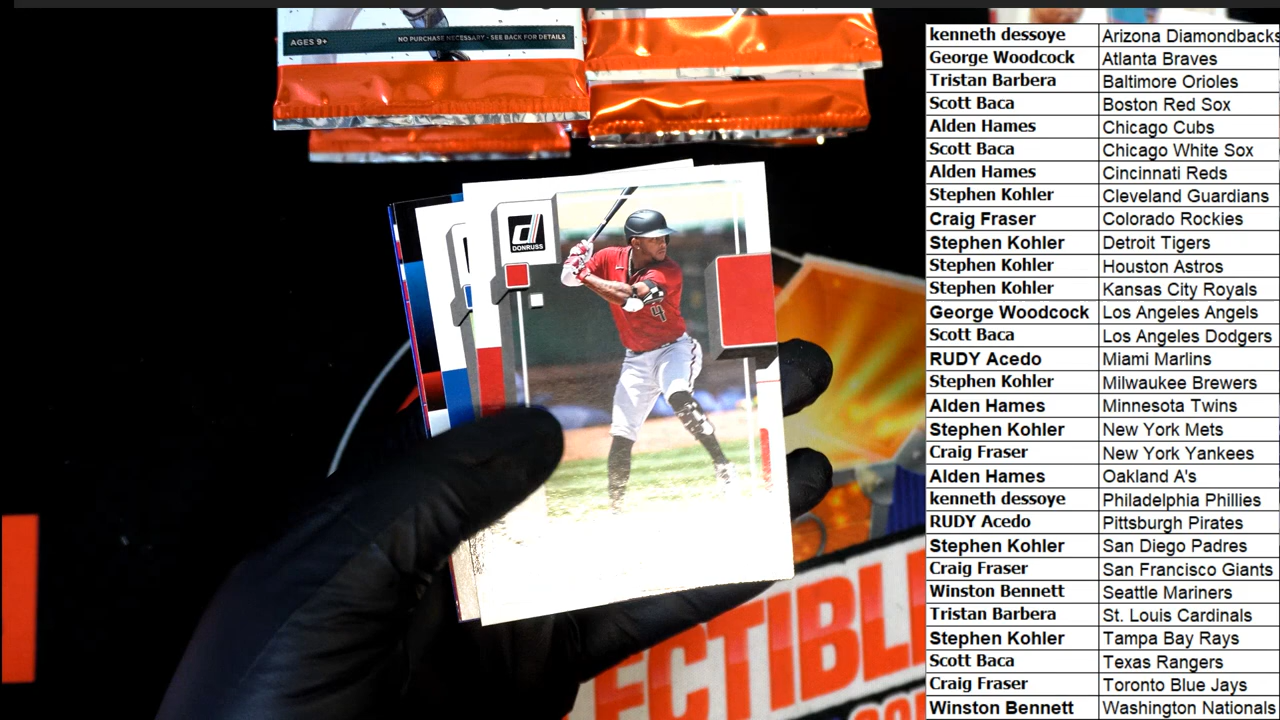 AGES 9+
NO PURCHASE NECESSARY - SEE BACK FOR DETAILS
d
DONRUSS
4
ECTIBL
kenneth dessoye Arizona Diamondbacks
George Woodcock Atlanta Braves
Tristan Barbera Baltimore Orioles
Scott Baca Boston Red Sox
Alden Hames Chicago Cubs
Scott Baca Chicago White Sox
Alden Hames Cincinnati Reds
Stephen Kohler Cleveland Guardians
Craig Fraser Colorado Rockies
Stephen Kohler Detroit Tigers
Stephen Kohler Houston Astros
Stephen Kohler Kansas City Royals
George Woodcock Los Angeles Angels
Scott Baca Los Angeles Dodgers
RUDY Acedo Miami Marlins
Stephen Kohler Milwaukee Brewers
Alden Hames Minnesota Twins
Stephen Kohler New York Mets
Craig Fraser New York Yankees
Alden Hames Oakland A's
kenneth dessoye Philadelphia Phillies
RUDY Acedo Pittsburgh Pirates
Stephen Kohler San Diego Padres
Craig Fraser San Francisco Giants
Winston Bennett Seattle Mariners
Tristan Barbera St. Louis Cardinals
Stephen Kohler Tampa Bay Rays
Scott Baca Texas Rangers
Craig Fraser Toronto Blue Jays
Winston Bennett Washington Nationals